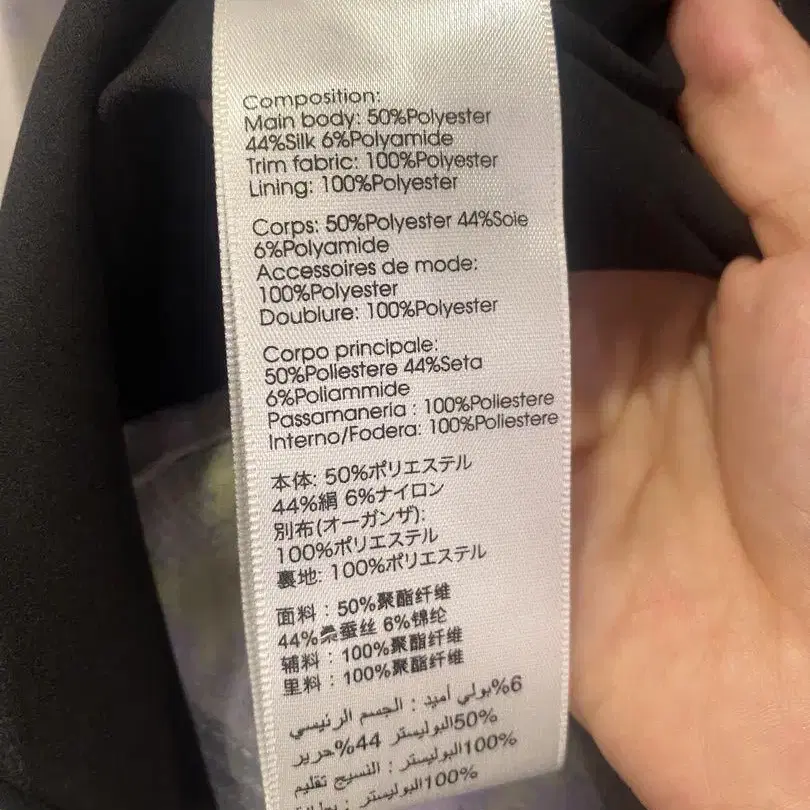 Composition:
Main body: 50%Polyester
44%Silk 6%Polyamide
Trim fabric: 100%Polyester
Lining: 100%Polyester
Corps: 50%Polyester 44%Soie
6%Polyamide
Accessoires de mode:
100%Polyester
Doublure: 100%Polyester
Corpo principale:
50%Poliestere 44%Seta
6%Poliammide
Passamaneria : 100%Poliestere
Interno/Fodera: 100%Poliestere
本体: 50%ポリエステル
44%絹 6%ナイロン
別布(オーガンザ):
100%ポリエステル
裏地: 100%ポリエステル
面料：50%聚酯纤维
44%桑蚕丝 6%锦纶
辅料：100%聚酯纤维
里料：100%聚酯纤维
6%بولي أميد : الجسم الرئيسي
50%البوليستر 44%حرير
100%البوليستر : النسيج تقليم
100%البوليستر :